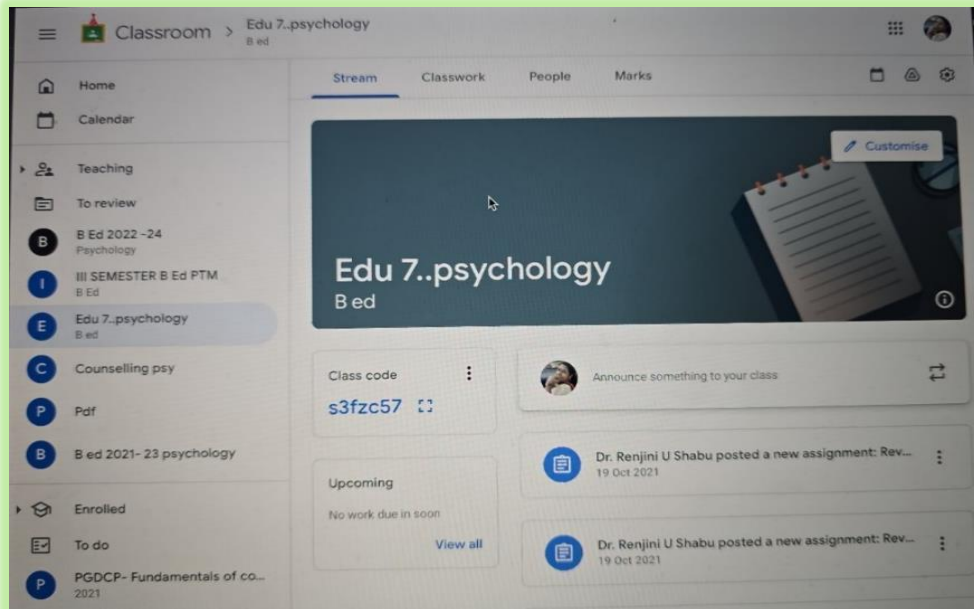 Classroom > Edu 7..psychology
B ed
Home
Calendar
Teaching
To review
B B Ed 2022 -24
Psychology
I III SEMESTER B Ed PTM
B Ed
E Edu 7..psychology
B ed
C Counselling psy
P Pdf
B B ed 2021- 23 psychology
Enrolled
To do
P PGDCP- Fundamentals of co...
2021
Stream Classwork People Marks
Customise
Edu 7..psychology
B ed
Class code
s3fzc57
Upcoming
No work due in soon
View all
Announce something to your class
Dr. Renjini U Shabu posted a new assignment: Rev...
19 Oct 2021
Dr. Renjini U Shabu posted a new assignment: Rev...
19 Oct 2021